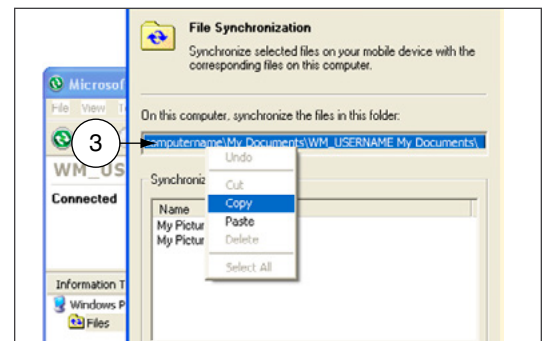 File Synchronization
Synchronize selected files on your mobile device with the
corresponding files on this computer.
Microsof
File View T
On this computer, synchronize the files in this folder:
3
omputername\My Documents\WM_USERNAME My Documents\
WM_US
Undo
Synchroniz
Cut
Connected
Copy
Name
Paste
My Pictur
Delete
My Pictur
Select All
Information T
Windows P
Files